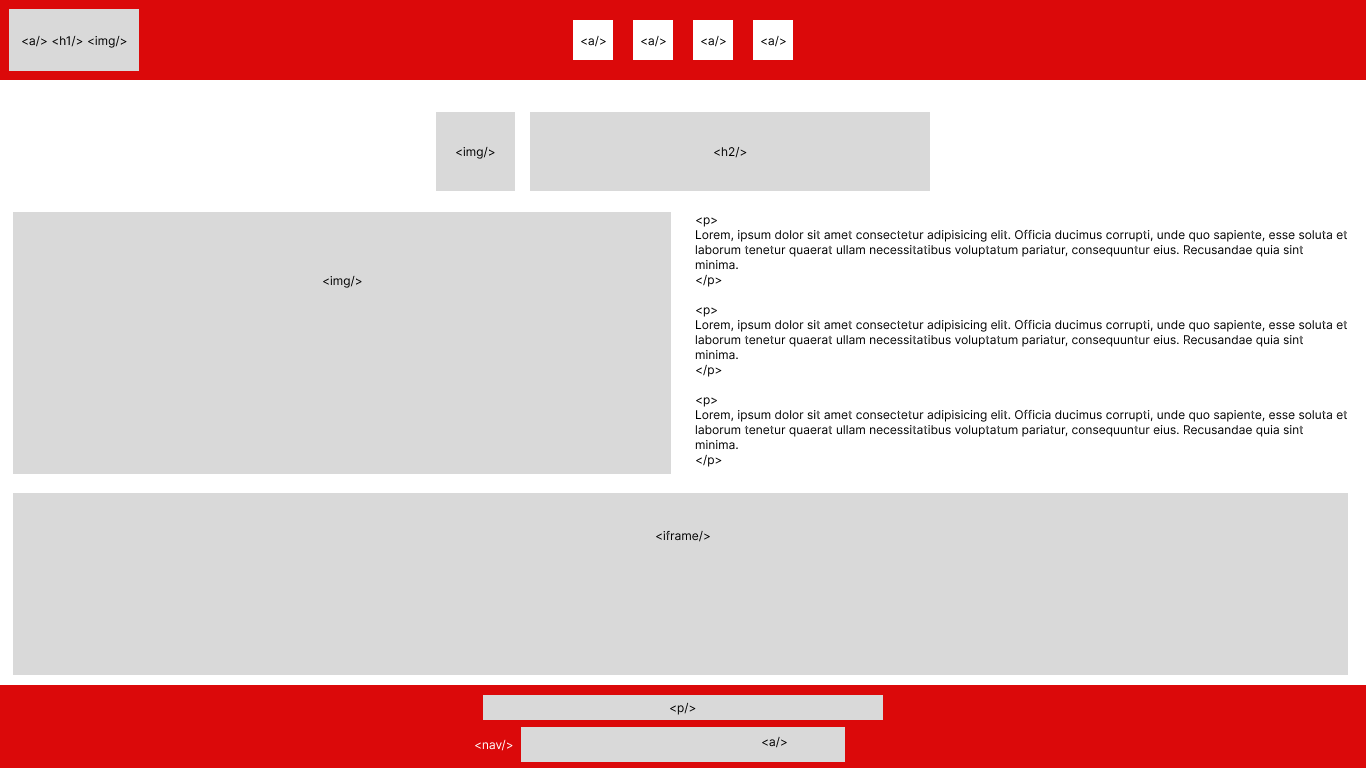 <a/> <h1/> <img/>
<a/> <a/> <a/> <a/>
<img/>
<h2/>
<img/>
<p>
Lorem, ipsum dolor sit amet consectetur adipisicing elit. Officia ducimus corrupti, unde quo sapiente, esse soluta et
laborum tenetur quaerat ullam necessitatibus voluptatum pariatur, consequuntur eius. Recusandae quia sint
minima.
</p>
<p>
Lorem, ipsum dolor sit amet consectetur adipisicing elit. Officia ducimus corrupti, unde quo sapiente, esse soluta et
laborum tenetur quaerat ullam necessitatibus voluptatum pariatur, consequuntur eius. Recusandae quia sint
minima.
</p>
<p>
Lorem, ipsum dolor sit amet consectetur adipisicing elit. Officia ducimus corrupti, unde quo sapiente, esse soluta et
laborum tenetur quaerat ullam necessitatibus voluptatum pariatur, consequuntur eius. Recusandae quia sint
minima.
</p>
<iframe/>
<p/>
<nav/>
<a/>